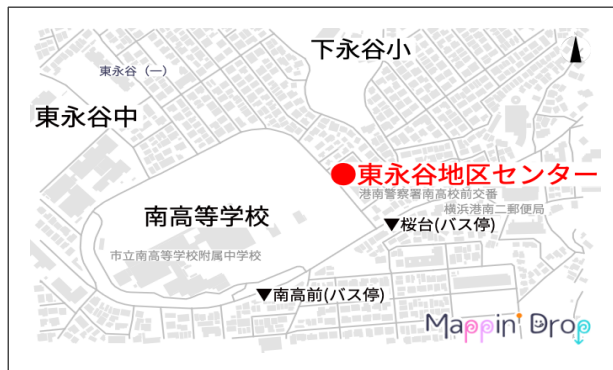 下永谷小
東永谷（一）
東永谷中
東永谷地区センター
港南警察署南高校前交番
横浜港南二郵便局
南高等学校
▼桜台(バス停)
市立南高等学校附属中学校
▼南高前(バス停)
Mappin' Drop